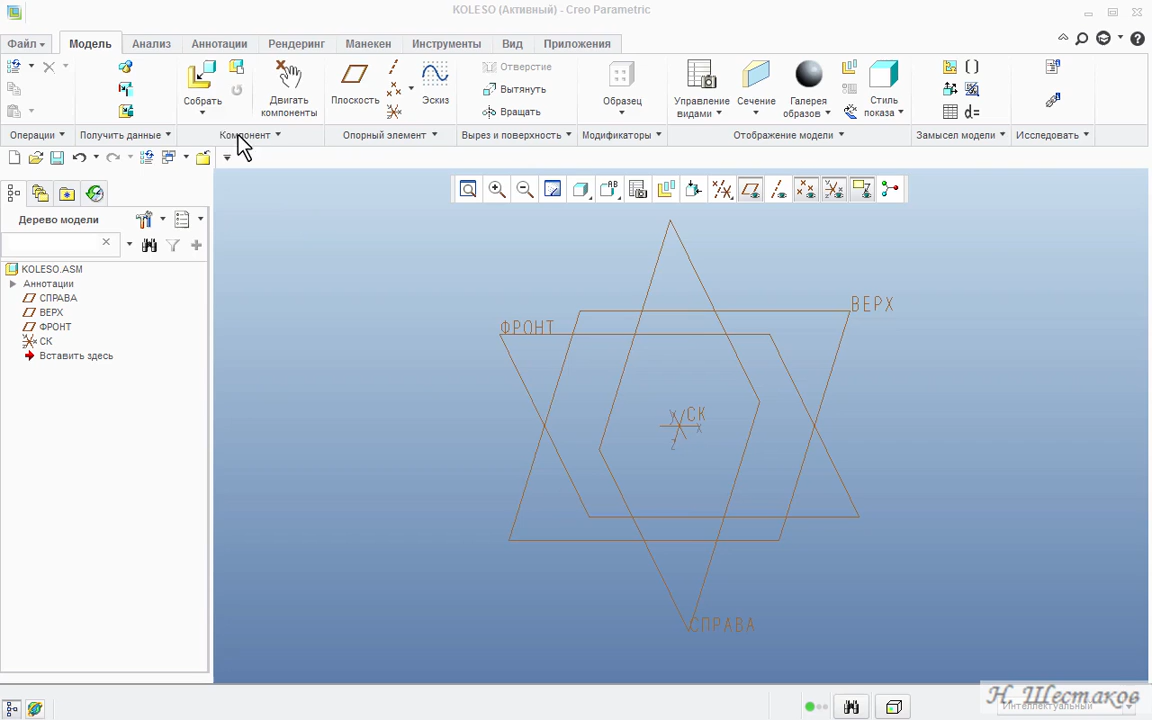 KOLESO (Активный) - Creo Parametric
Файл
Модель
Анализ
Аннотации
Рендеринг
Манекен
Инструменты
Вид
Приложения
Собрать
Двигать компоненты
Плоскость
Эскиз
Отверстие
Вытянуть
Вращать
Образец
Управление видами
Сечение
Галерея образов
Стиль показа
Операции
Получить данные
Компонент
Опорный элемент
Вырез и поверхность
Модификаторы
Отображение модели
Замысел модели
Исследовать
Дерево модели
KOLESO.ASM
Аннотации
СПРАВА
ВЕРХ
ФРОНТ
СК
Вставить здесь
ВЕРХ
ФРОНТ
СК
Y
X
Z
СПРАВА
Н. Шестаков
Интеллектуальный